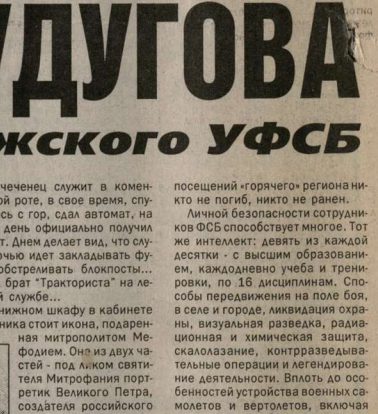 УДУГОВА
жского УФСБ
чеченец служит в комен-
ой роте, в свое время, спу-
сь с гор, сдал автомат, на
день официально получил
т. Днем делает вид, что слу-
очью идет закладывать фу-
обстреливать блокпосты...
брат "Тракториста" на ле-
й службе...
нижном шкафу в кабинете
ника стоит икона, подарен-
ная митрополитом Ме-
фодием. Она из двух ча-
стей - под ликом святи-
теля Митрофания порт-
ретик Великого Петра,
создателя российского
посещений «горячего» региона ни-
кто не погиб, никто не ранен.
Личной безопасности сотрудни-
ков ФСБ способствует многое. Тот
же интеллект: девять из каждой
десятки - с высшим образовани-
ем, каждодневно учеба и трени-
ровки, по 16 дисциплинам. Спо-
собы передвижения на поле боя,
в селе и городе, ликвидация охра-
ны, визуальная разведка, радиа-
ционная и химическая защита,
скалолазание, контрразведыва-
тельные операции и легендирова-
ние деятельности. Вплоть до осо-
бенностей устройства военных са-
молетов и вертолетов, включая